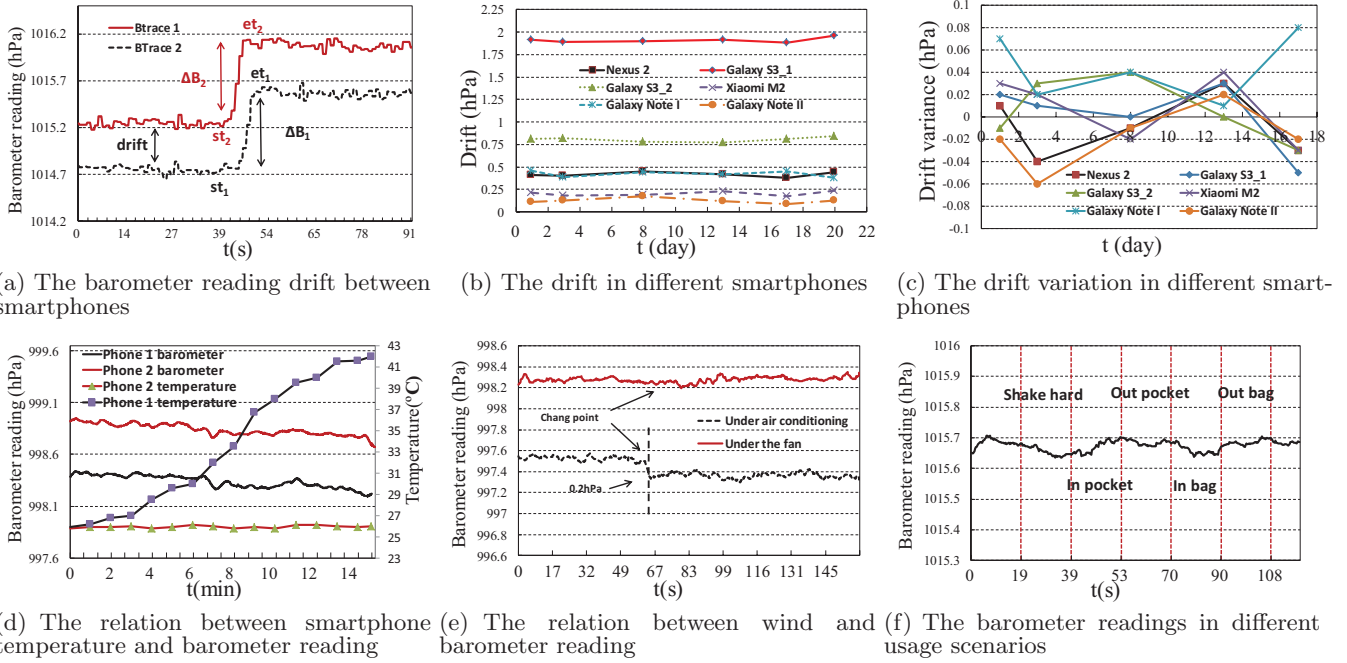 Barometer reading (hPa)
1016.2
1015.7
1015.2
1014.7
1014.2
Btrace 1
BTrace 2
et2
ΔB2
et1
st2
ΔB1
drift
st1
0 14 27 39 54 65 78 91
t(s)
(a) The barometer reading drift between
smartphones
Drift (hPa)
2.25
2
1.75
1.5
1.25
1
0.75
0.5
0.25
0
Nexus 2 Galaxy S3_1
Galaxy S3_2 Xiaomi M2
Galaxy Note I Galaxy Note II
0 2 4 6 8 10 12 14 16 18 20 22
t (day)
(b) The drift in different smartphones
Drift variance (hPa)
0.1
0.08
0.06
0.04
0.02
0
-0.02
-0.04
-0.06
-0.08
-0.1
0 2 4 6 8 10 12 14 16 18
Nexus 2 Galaxy S3_1
Galaxy S3_2 Xiaomi M2
Galaxy Note I Galaxy Note II
t (day)
(c) The drift variation in different smart-
phones
Barometer reading (hPa)
999.6
999.1
998.6
998.1
997.6
Phone 1 barometer
Phone 2 barometer
Phone 2 temperature
Phone 1 temperature
43
41
39
37
35
33
31
29
27
25
23
Temperature(°C)
0 2 4 6 8 10 12 14
t(min)
(d) The relation between smartphone
temperature and barometer reading
Barometer reading (hPa)
998.6
998.4
998.2
998
997.8
997.6
997.4
997.2
997
996.8
996.6
Chang point
Under air conditioning
Under the fan
0.2hPa
0 17 32 49 67 83 99 115 131 145
t(s)
(e) The relation between wind and
barometer reading
Barometer reading (hPa)
1016
1015.9
1015.8
1015.7
1015.6
1015.5
1015.4
1015.3
Shake hard Out pocket Out bag
In pocket In bag
0 19 39 53 70 90 108
t(s)
(f) The barometer readings in different
usage scenarios